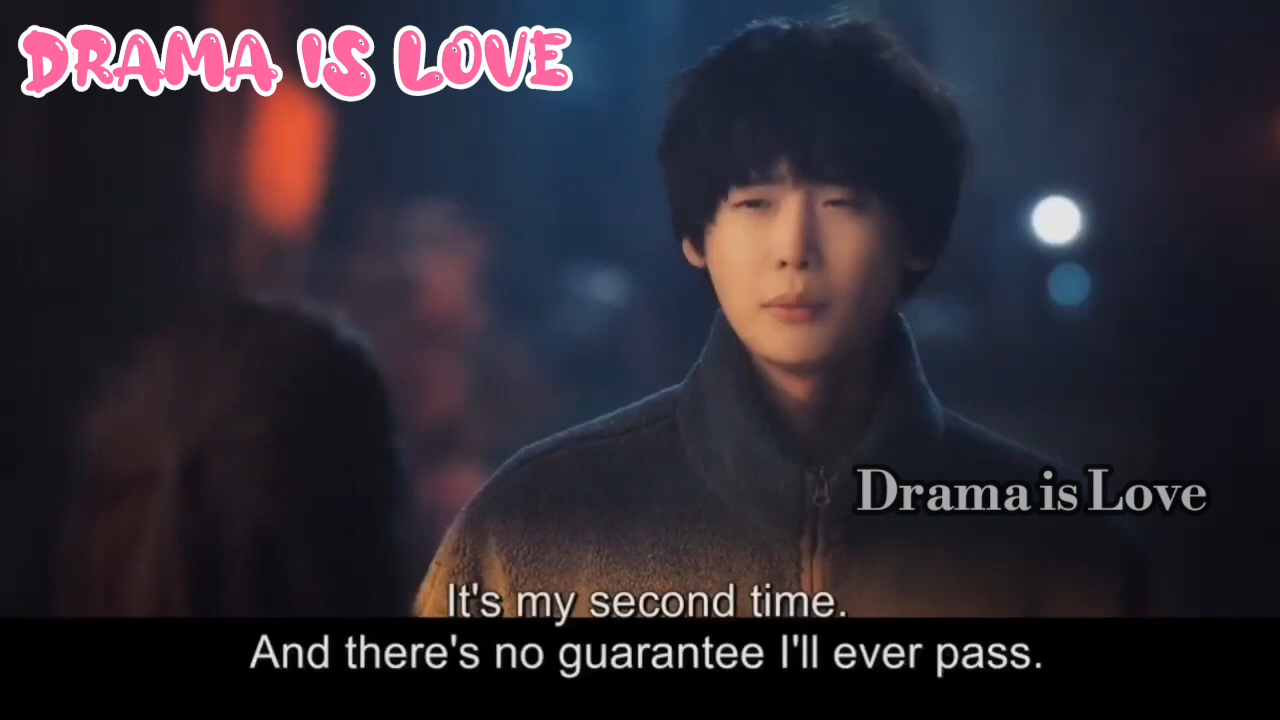 DRAMA IS LOVE
Drama is Love
It's my second time.
And there's no guarantee I'll ever pass.